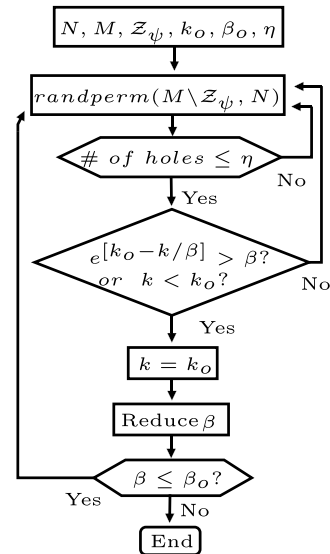 N, M, 𝒵_ψ, k_o, β_o, η
randperm(M\𝒵_ψ, N)
# of holes ≤ η
No
Yes
e^[k_o−k/β] > β?
or k < k_o?
No
Yes
k = k_o
Reduce β
β ≤ β_o?
Yes
No
End